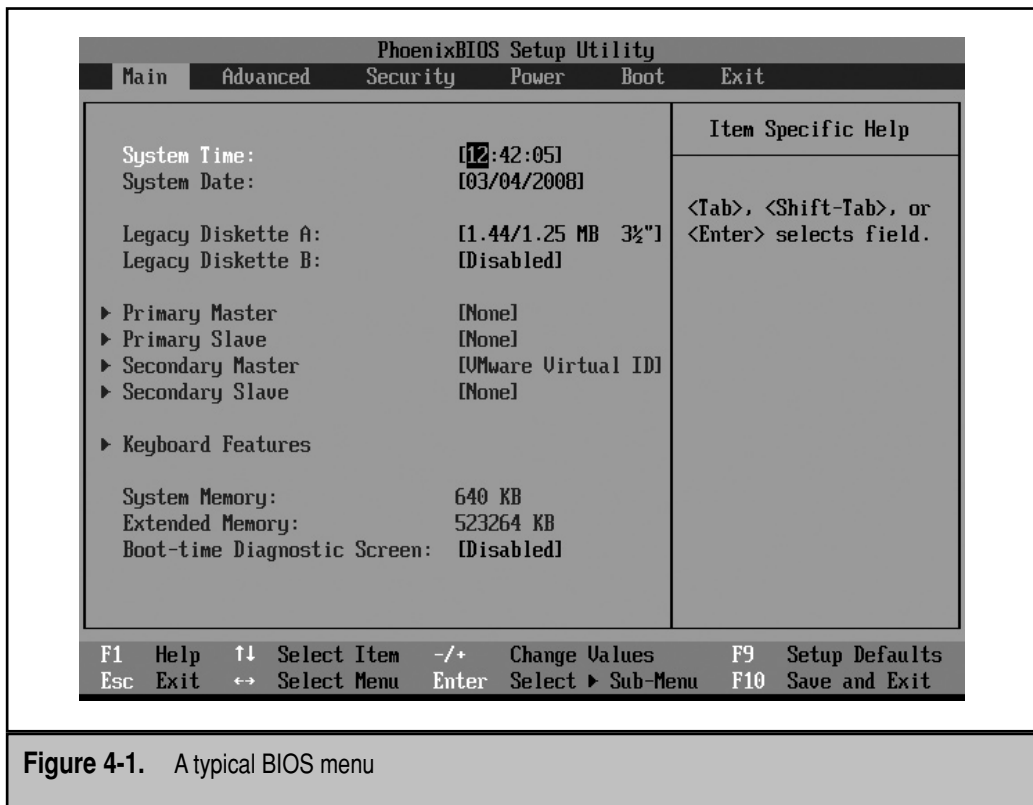 PhoenixBIOS Setup Utility
Main Advanced Security Power Boot Exit
Item Specific Help
System Time: [12:42:05]
System Date: [03/04/2008]
<Tab>, <Shift-Tab>, or
<Enter> selects field.
Legacy Diskette A: [1.44/1.25 MB 3½"]
Legacy Diskette B: [Disabled]
▶ Primary Master [None]
▶ Primary Slave [None]
▶ Secondary Master [VMware Virtual ID]
▶ Secondary Slave [None]
▶ Keyboard Features
System Memory: 640 KB
Extended Memory: 523264 KB
Boot-time Diagnostic Screen: [Disabled]
F1 Help ↑↓ Select Item -/+ Change Values F9 Setup Defaults
Esc Exit ↔ Select Menu Enter Select ▶ Sub-Menu F10 Save and Exit
Figure 4-1. A typical BIOS menu